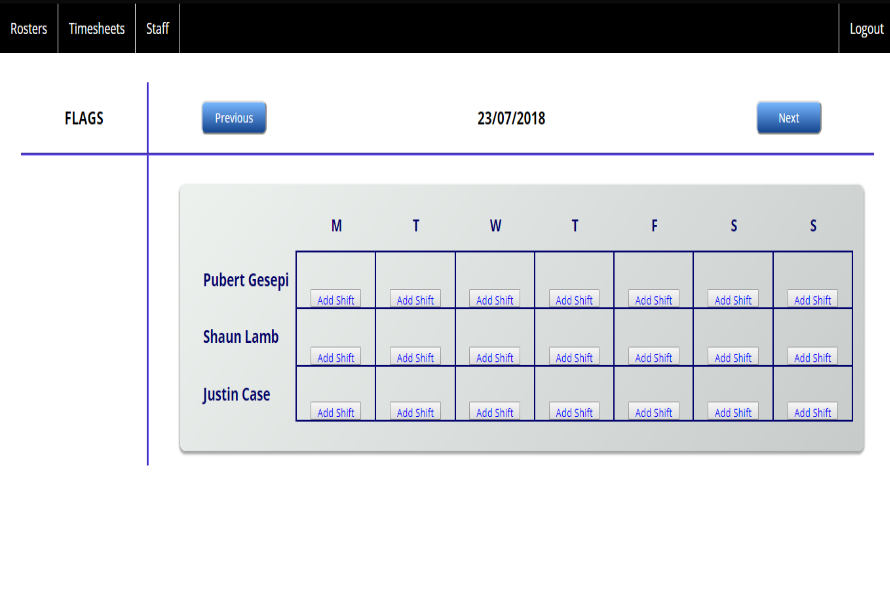 Rosters Timesheets Staff Logout
FLAGS Previous 23/07/2018 Next
M T W T F S S
Pubert Gesepi
Add Shift Add Shift Add Shift Add Shift Add Shift Add Shift Add Shift
Shaun Lamb
Add Shift Add Shift Add Shift Add Shift Add Shift Add Shift Add Shift
Justin Case
Add Shift Add Shift Add Shift Add Shift Add Shift Add Shift Add Shift